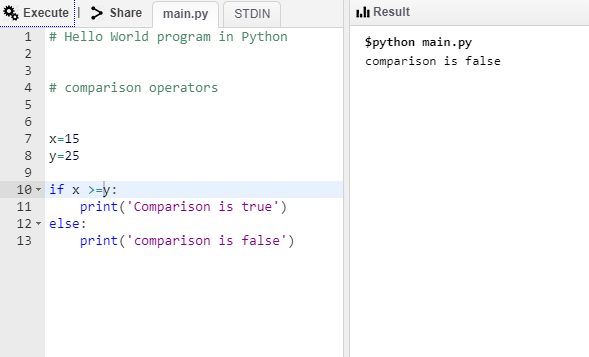 Execute | Share main.py STDIN
1 # Hello World program in Python
2
3
4 # comparison operators
5
6
7 x=15
8 y=25
9
10 if x >=y:
11     print('Comparison is true')
12 else:
13     print('comparison is false')
Result
$python main.py
comparison is false